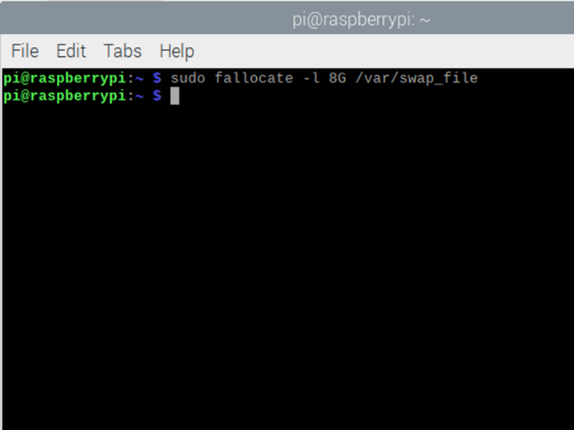 pi@raspberrypi: ~
File Edit Tabs Help
pi@raspberrypi:~ $ sudo fallocate -l 8G /var/swap_file
pi@raspberrypi:~ $